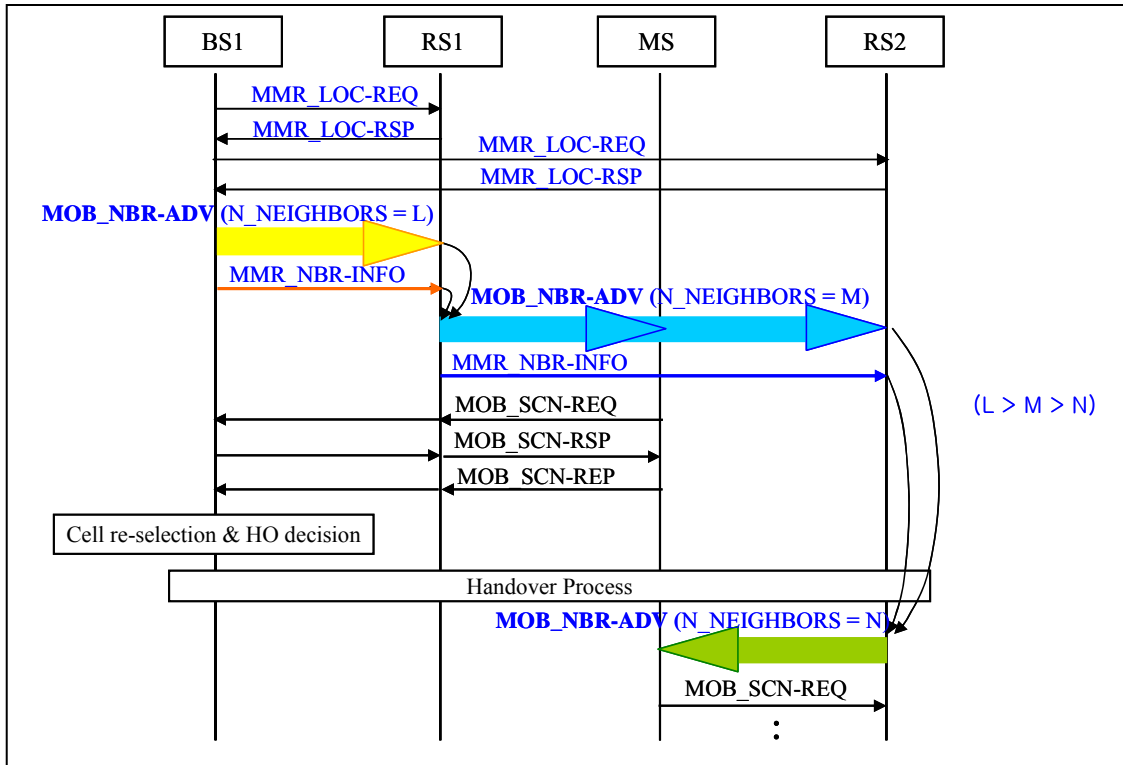 BS1 RS1 MS RS2
MMR_LOC-REQ
MMR_LOC-RSP
MMR_LOC-REQ
MMR_LOC-RSP
MOB_NBR-ADV (N_NEIGHBORS = L)
MMR_NBR-INFO
MOB_NBR-ADV (N_NEIGHBORS = M)
MMR_NBR-INFO
(L > M > N)
MOB_SCN-REQ
MOB_SCN-RSP
MOB_SCN-REP
Cell re-selection & HO decision
Handover Process
MOB_NBR-ADV (N_NEIGHBORS = N)
MOB_SCN-REQ
: